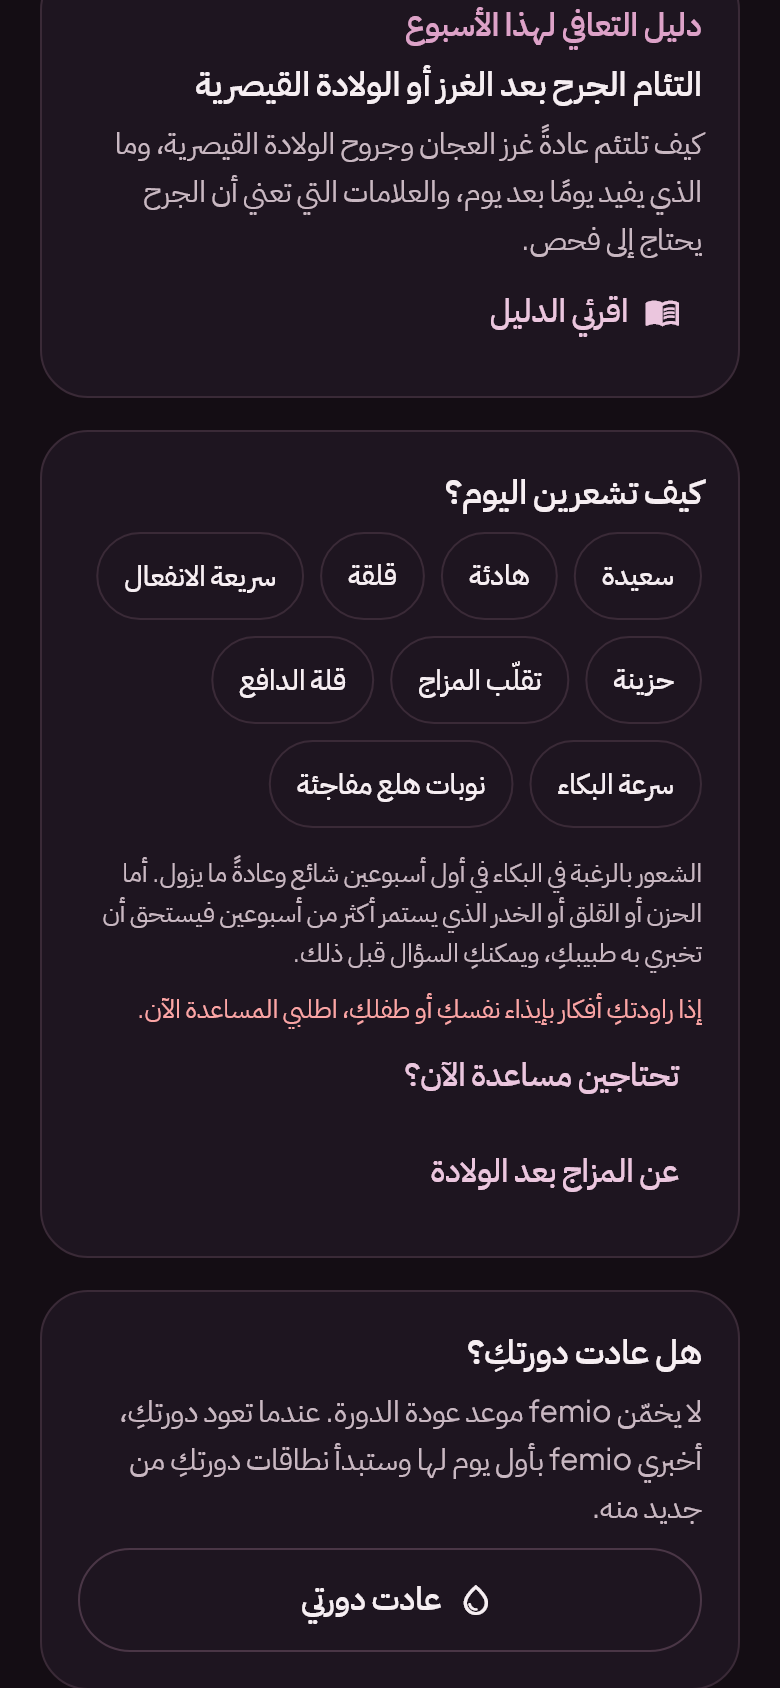 دليل التعافي لهذا الأسبوع
التئام الجرح بعد الغرز أو الولادة القيصرية
كيف تلتئم عادةً غرز العجان وجروح الولادة القيصرية، وما
الذي يفيد يومًا بعد يوم، والعلامات التي تعني أن الجرح
يحتاج إلى فحص.
اقرئي الدليل
كيف تشعرين اليوم؟
سعيدة
هادئة
قلقة
سريعة الانفعال
حزينة
تقلّب المزاج
قلة الدافع
سرعة البكاء
نوبات هلع مفاجئة
الشعور بالرغبة في البكاء في أول أسبوعين شائع وعادةً ما يزول. أما
الحزن أو القلق أو الخدر الذي يستمر أكثر من أسبوعين فيستحق أن
تخبري به طبيبكِ، ويمكنكِ السؤال قبل ذلك.
إذا راودتكِ أفكار بإيذاء نفسكِ أو طفلكِ، اطلبي المساعدة الآن.
تحتاجين مساعدة الآن؟
عن المزاج بعد الولادة
هل عادت دورتكِ؟
لا يخمّن femio موعد عودة الدورة. عندما تعود دورتكِ،
أخبري femio بأول يوم لها وستبدأ نطاقات دورتكِ من
جديد منه.
عادت دورتي